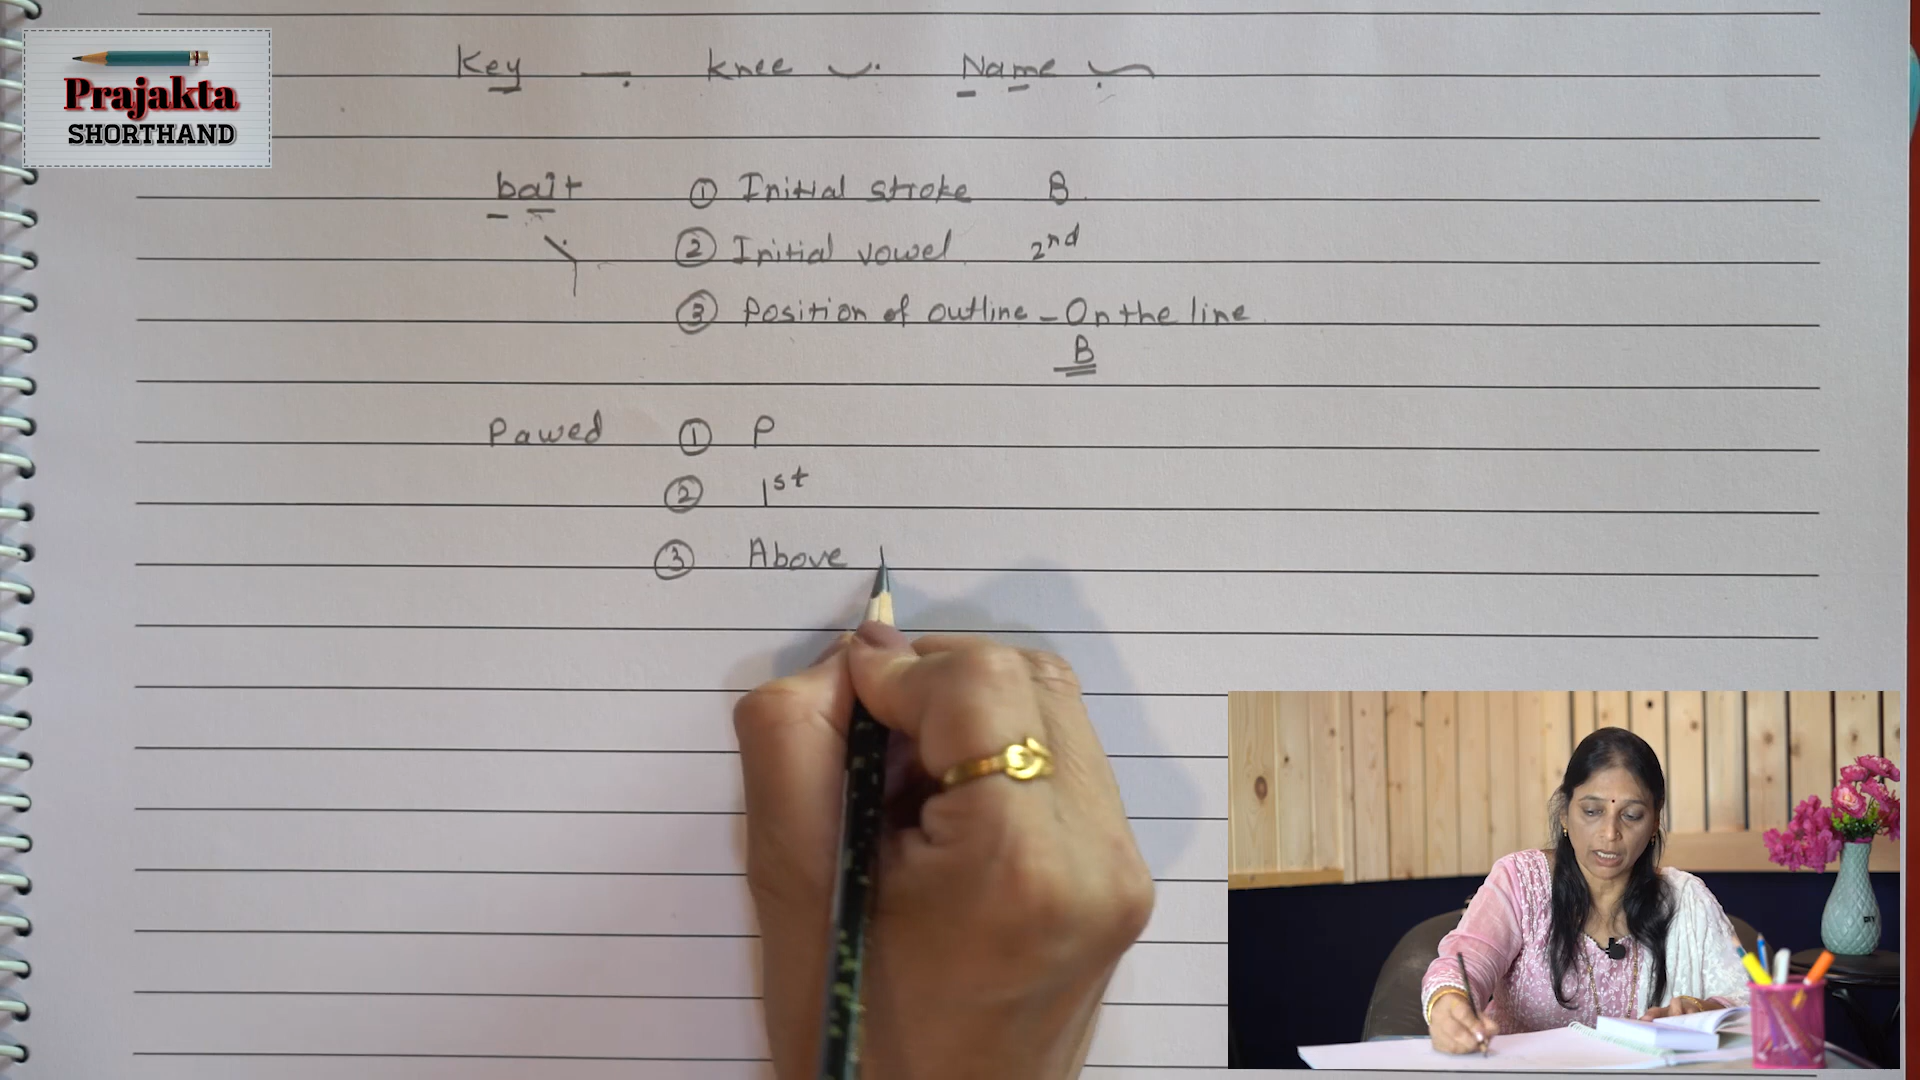 Prajakta
SHORTHAND
Key knee Name
bait ① Initial stroke B
② Initial vowel 2nd
③ Position of outline - On the line
B
Pawed ① P
② 1st
③ Above